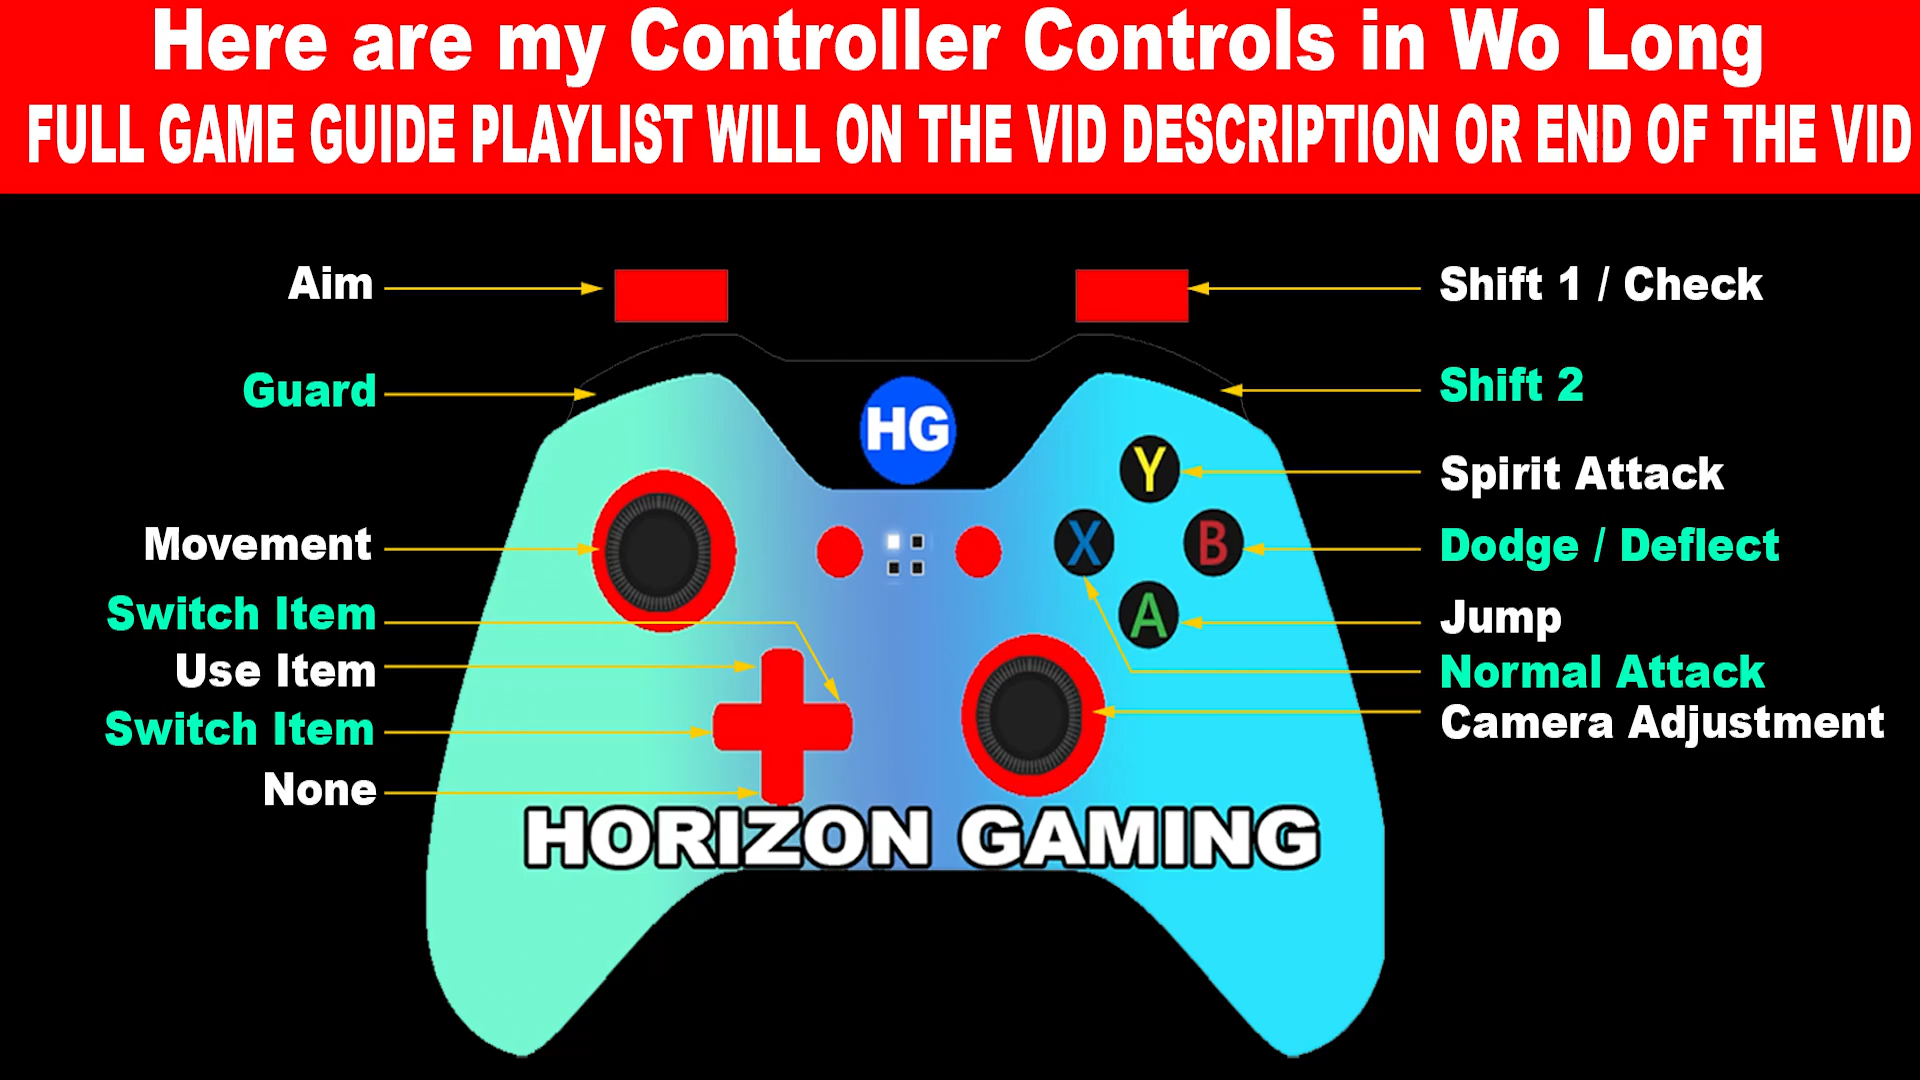 Here are my Controller Controls in Wo Long
FULL GAME GUIDE PLAYLIST WILL ON THE VID DESCRIPTION OR END OF THE VID
Aim
Shift 1 / Check
Guard
Shift 2
HG
Y
Spirit Attack
Movement
X
B
Dodge / Deflect
Switch Item
A
Jump
Use Item
Normal Attack
Switch Item
Camera Adjustment
None
HORIZON GAMING